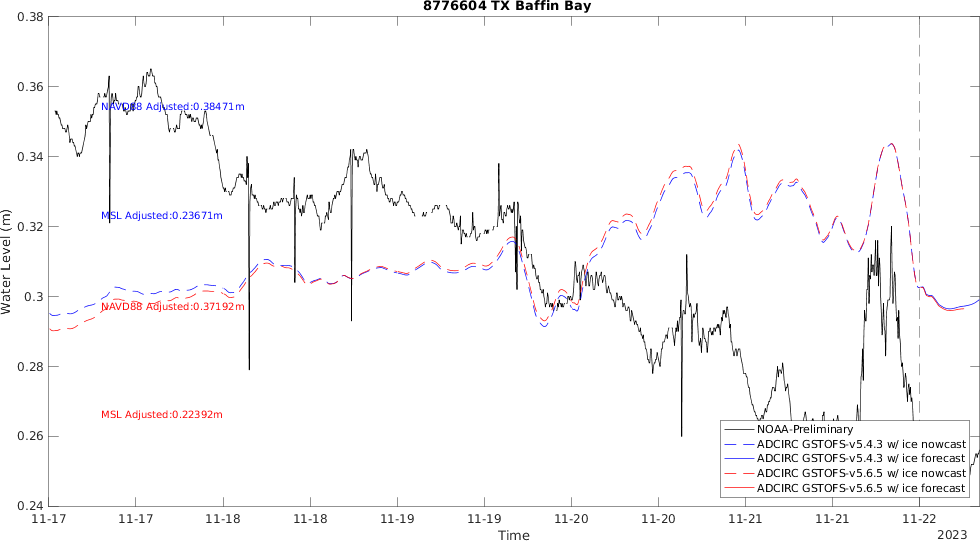 8776604 TX Baffin Bay
0.38
0.36
0.34
0.32
0.3
0.28
0.26
0.24
Water Level (m)
NAVD88 Adjusted:0.38471m
MSL Adjusted:0.23671m
NAVD88 Adjusted:0.37192m
MSL Adjusted:0.22392m
NOAA-Preliminary
ADCIRC GSTOFS-v5.4.3 w/ ice nowcast
ADCIRC GSTOFS-v5.4.3 w/ ice forecast
ADCIRC GSTOFS-v5.6.5 w/ ice nowcast
ADCIRC GSTOFS-v5.6.5 w/ ice forecast
11-17 11-17 11-18 11-18 11-19 11-19 11-20 11-20 11-21 11-21 11-22
Time
2023